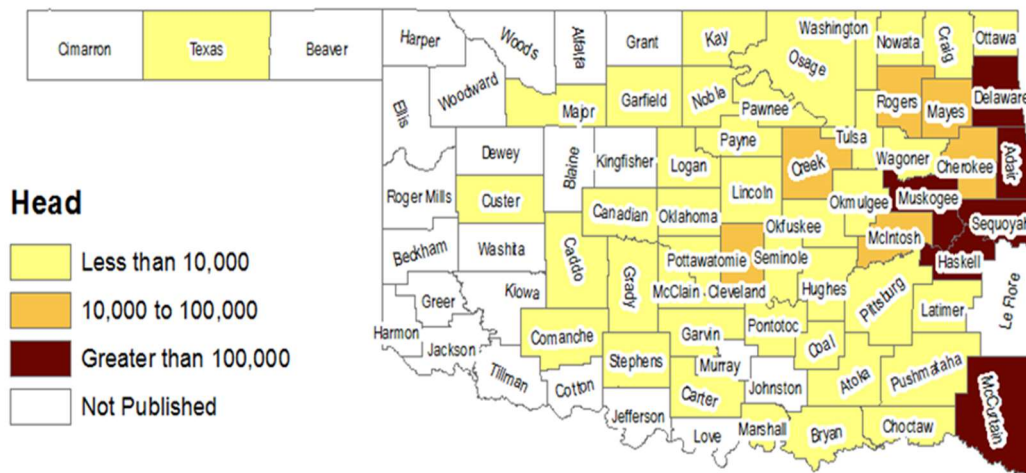 Cimarron
Texas
Beaver
Harper
Woods
Alfalfa
Grant
Kay
Washington
Osage
Nowata
Craig
Ottawa
Ellis
Woodward
Major
Garfield
Noble
Pawnee
Rogers
Mayes
Delaware
Dewey
Blaine
Kingfisher
Logan
Payne
Creek
Tulsa
Wagoner
Cherokee
Adair
Roger Mills
Custer
Canadian
Oklahoma
Lincoln
Okmulgee
Muskogee
Sequoyah
Okfuskee
McIntosh
Haskell
Beckham
Washita
Caddo
Grady
Pottawatomie
Seminole
McClain
Cleveland
Hughes
Pittsburg
Latimer
Le Flore
Greer
Kiowa
Harmon
Jackson
Comanche
Stephens
Garvin
Pontotoc
Coal
Murray
Johnston
Atoka
Pushmataha
McCurtain
Tillman
Cotton
Jefferson
Carter
Love
Marshall
Bryan
Choctaw
Head
Less than 10,000
10,000 to 100,000
Greater than 100,000
Not Published